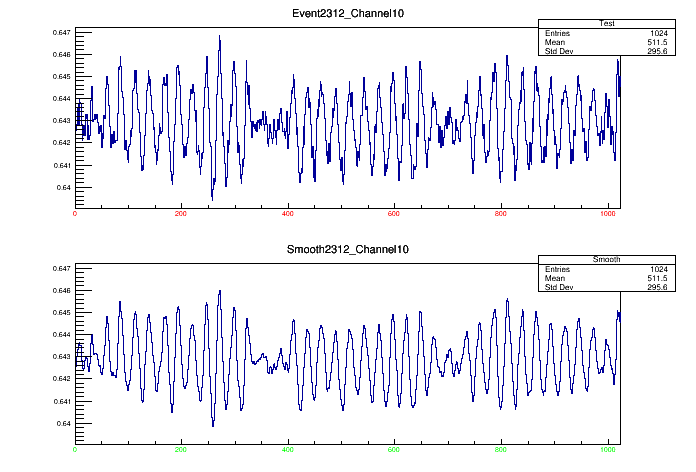 Event2312_Channel10
Test
Entries 1024
Mean 511.5
Std Dev 295.6
0.647
0.646
0.645
0.644
0.643
0.642
0.641
0.64
0 200 400 600 800 1000
Smooth2312_Channel10
Smooth
Entries 1024
Mean 511.5
Std Dev 295.6
0.647
0.646
0.645
0.644
0.643
0.642
0.641
0.64
0 200 400 600 800 1000